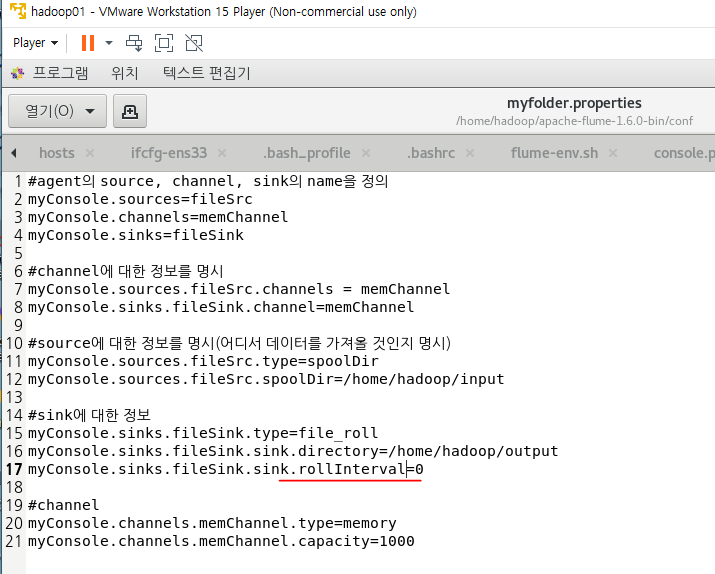 hadoop01 - VMware Workstation 15 Player (Non-commercial use only)
Player
프로그램 위치 텍스트 편집기
열기(O)
myfolder.properties
/home/hadoop/apache-flume-1.6.0-bin/conf
hosts × ifcfg-ens33 × .bash_profile × .bashrc × flume-env.sh × console.p
1 #agent의 source, channel, sink의 name을 정의
2 myConsole.sources=fileSrc
3 myConsole.channels=memChannel
4 myConsole.sinks=fileSink
5
6 #channel에 대한 정보를 명시
7 myConsole.sources.fileSrc.channels = memChannel
8 myConsole.sinks.fileSink.channel=memChannel
9
10 #source에 대한 정보를 명시(어디서 데이터를 가져올 것인지 명시)
11 myConsole.sources.fileSrc.type=spoolDir
12 myConsole.sources.fileSrc.spoolDir=/home/hadoop/input
13
14 #sink에 대한 정보
15 myConsole.sinks.fileSink.type=file_roll
16 myConsole.sinks.fileSink.sink.directory=/home/hadoop/output
17 myConsole.sinks.fileSink.sink.rollInterval=0
18
19 #channel
20 myConsole.channels.memChannel.type=memory
21 myConsole.channels.memChannel.capacity=1000